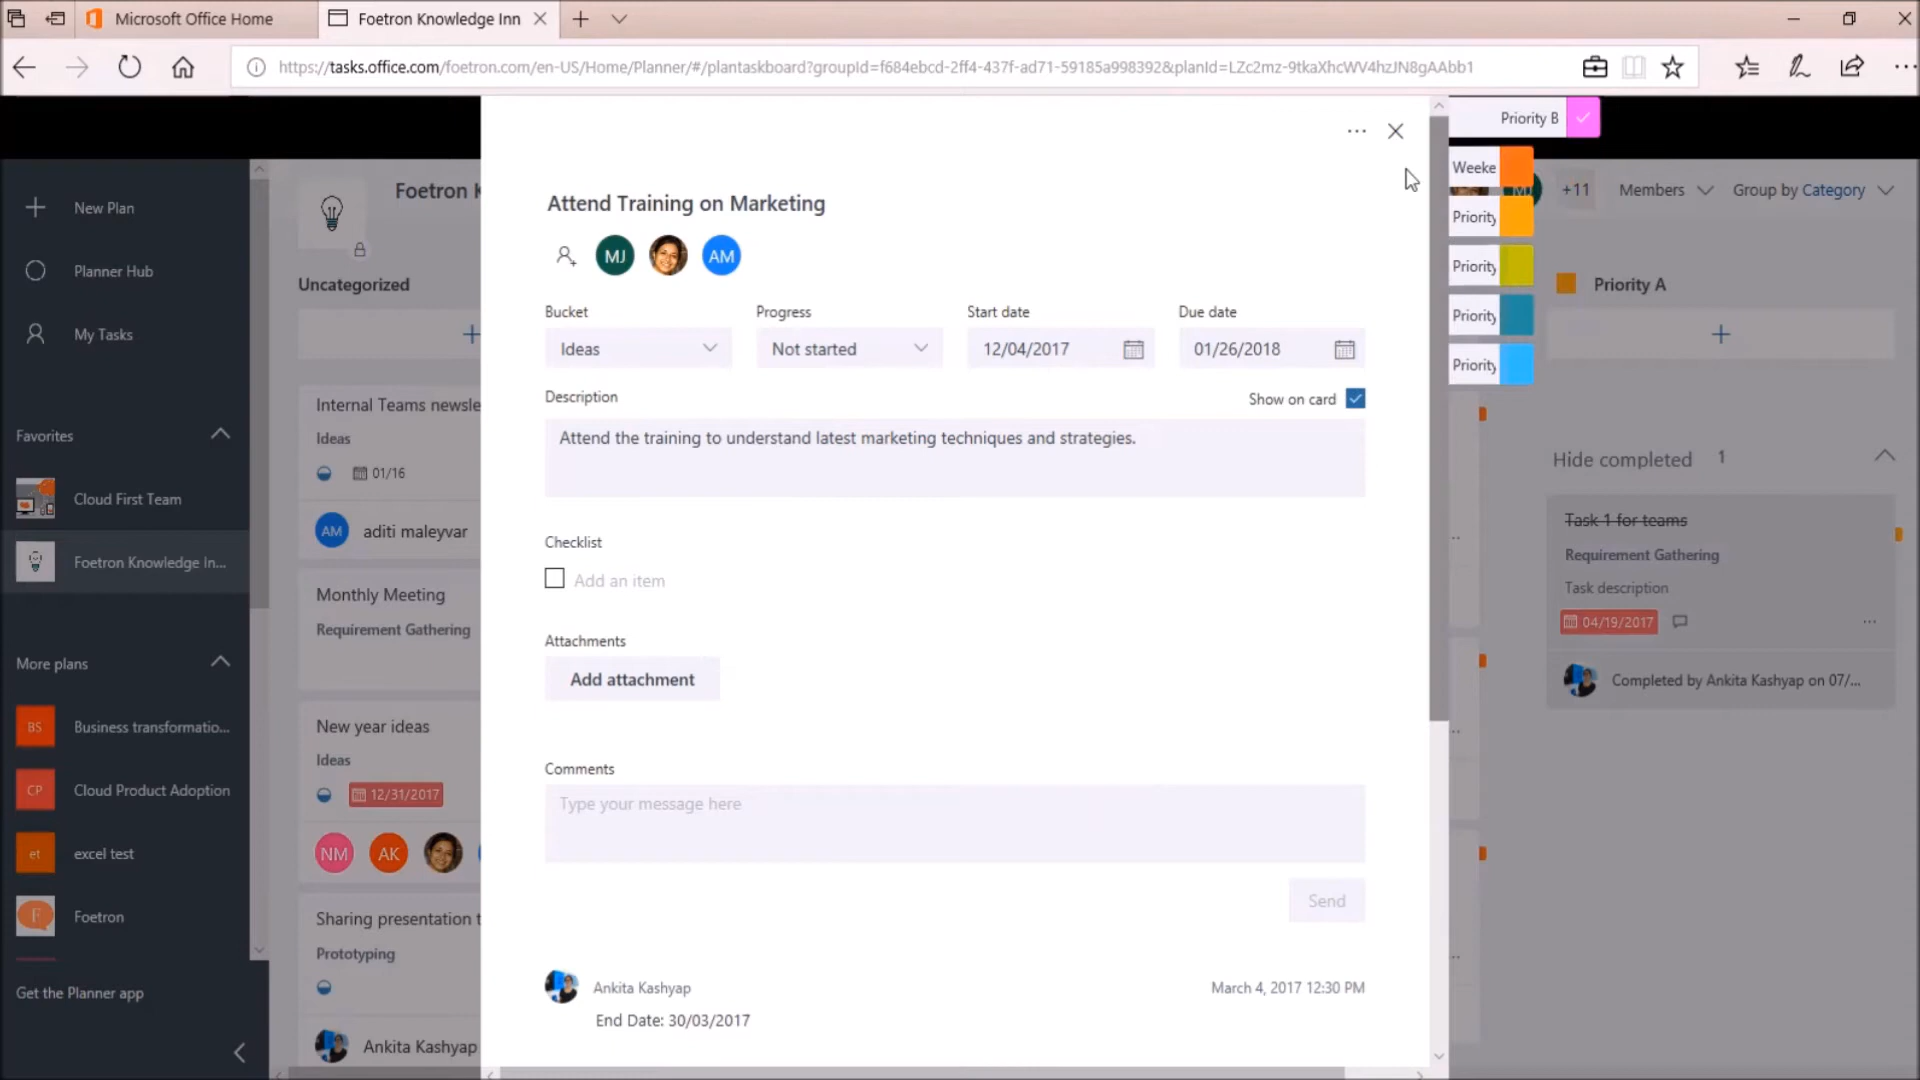 Microsoft Office Home
Foetron Knowledge Inn
https://tasks.office.com/foetron.com/en-US/Home/Planner/#/plantaskboard?groupId=f684ebcd-2ff4-437f-ad71-59185a998392&planId=LZc2mz-9tkaXhcWV4hzJN8gAAbb1
New Plan
Planner Hub
My Tasks
Favorites
Cloud First Team
Foetron Knowledge In...
More plans
BS Business transformatio...
CP Cloud Product Adoption
et excel test
F Foetron
Get the Planner app
Foetron K
Uncategorized
Internal Teams newsle
Ideas
01/16
AM aditi maleyvar
Monthly Meeting
Requirement Gathering
New year ideas
Ideas
12/31/2017
NM AK
Sharing presentation t
Prototyping
Ankita Kashyap
Attend Training on Marketing
MJ AM
Bucket Progress Start date Due date
Ideas Not started 12/04/2017 01/26/2018
Description Show on card
Attend the training to understand latest marketing techniques and strategies.
Checklist
Add an item
Attachments
Add attachment
Comments
Type your message here
Send
Ankita Kashyap March 4, 2017 12:30 PM
End Date: 30/03/2017
Priority B
Weeke
Priority
Priority
Priority
Priority
+11 Members Group by Category
Priority A
Hide completed 1
Task 1 for teams
Requirement Gathering
Task description
04/19/2017
Completed by Ankita Kashyap on 07/...